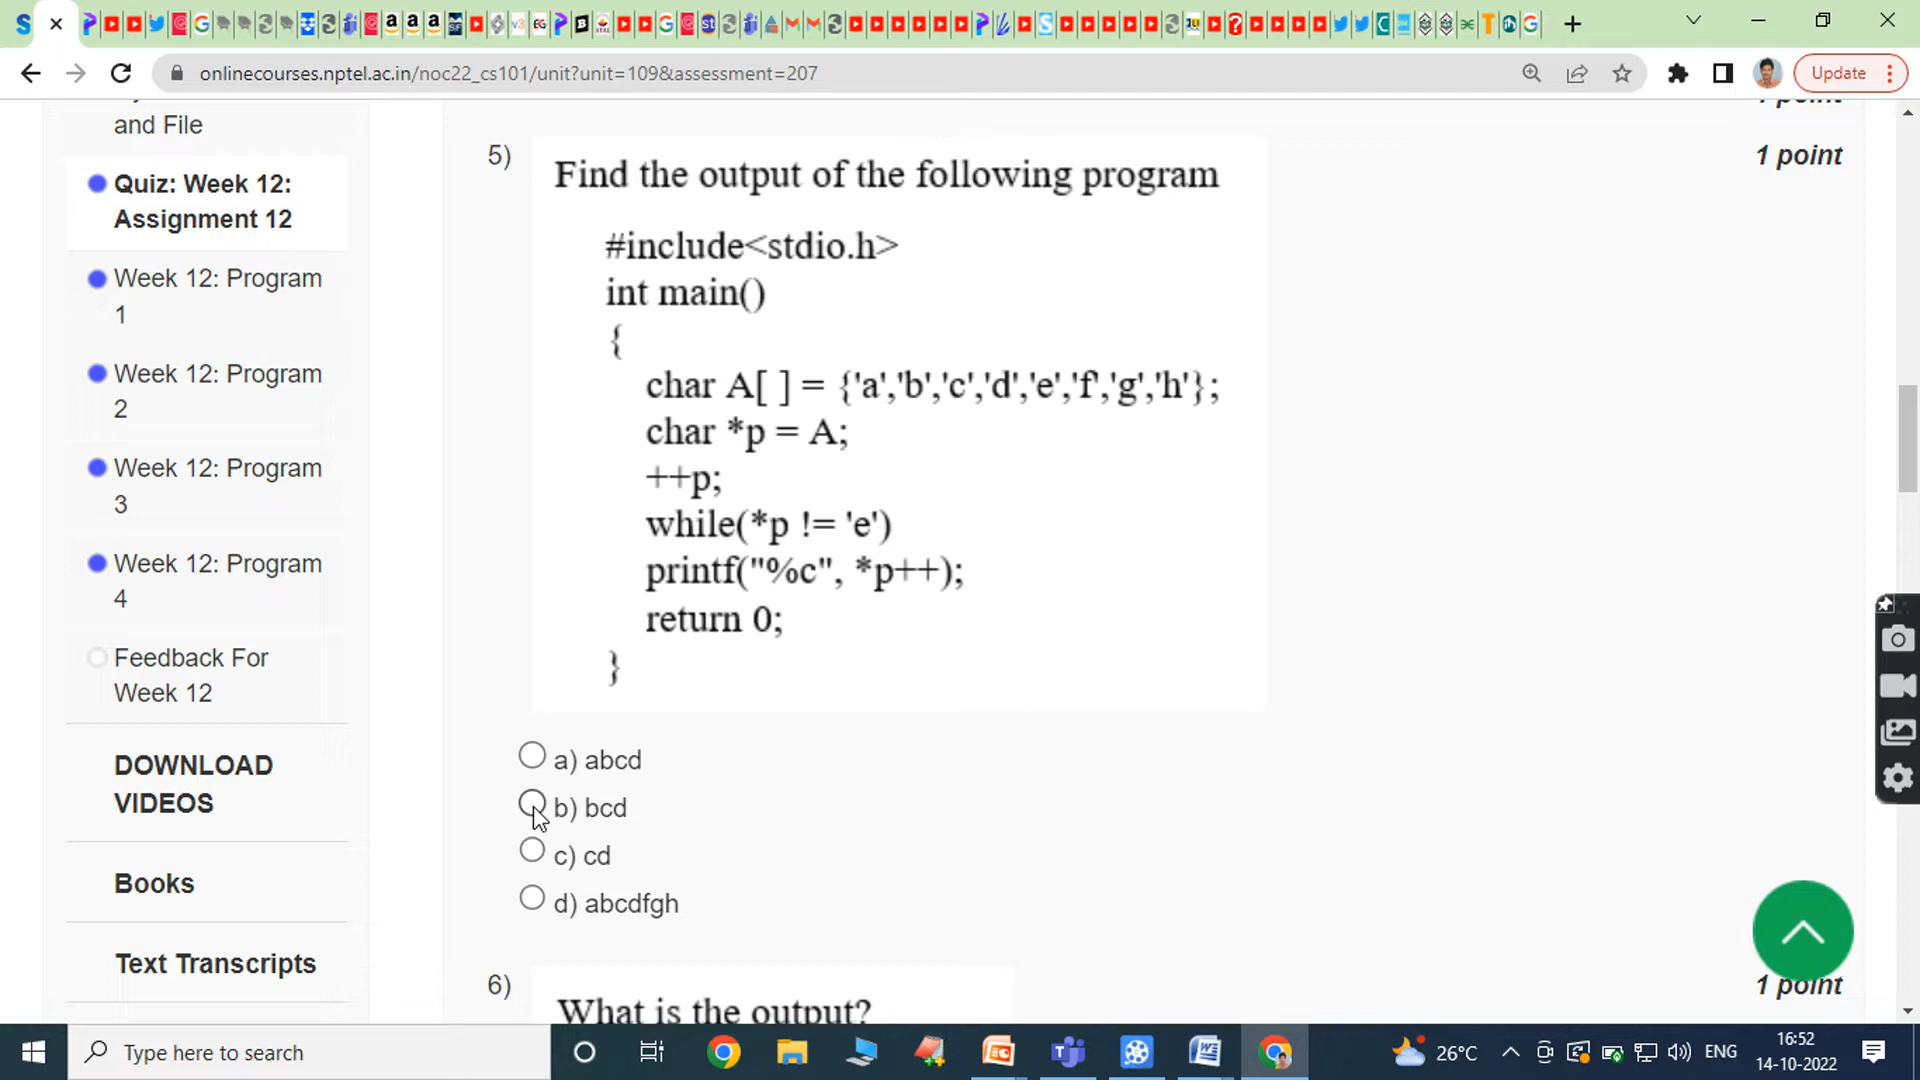 onlinecourses.nptel.ac.in/noc22_cs101/unit?unit=109&assessment=207
Update
and File
Quiz: Week 12:
Assignment 12
Week 12: Program
1
Week 12: Program
2
Week 12: Program
3
Week 12: Program
4
Feedback For
Week 12
DOWNLOAD
VIDEOS
Books
Text Transcripts
1 point
5)
1 point
Find the output of the following program
#include<stdio.h>
int main()
{
char A[ ] = {'a','b','c','d','e','f','g','h'};
char *p = A;
++p;
while(*p != 'e')
printf("%c", *p++);
return 0;
}
a) abcd
b) bcd
c) cd
d) abcdfgh
6)
1 point
What is the output?
Type here to search
26°C
ENG
16:52
14-10-2022